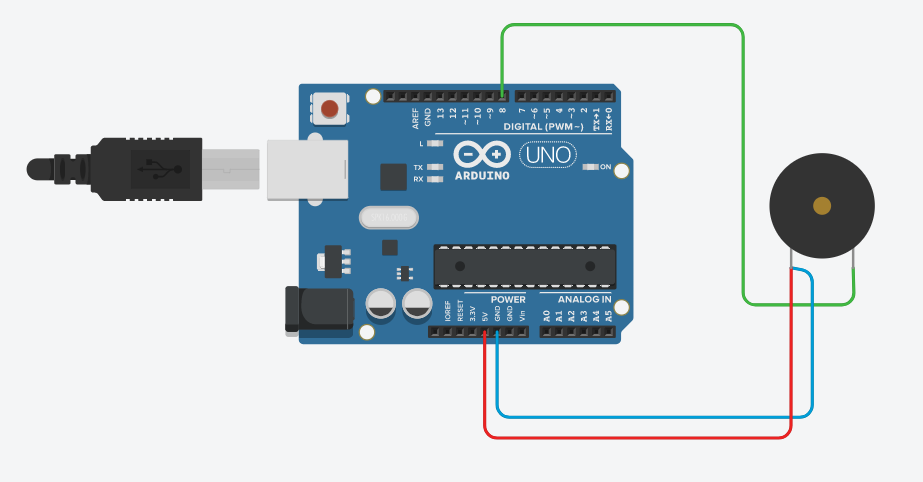 AREF
GND
13
12
~11
~10
~9
8
7
~6
~5
4
~3
2
TX→1
RX←0
DIGITAL (PWM~)
L
TX
RX
ARDUINO
UNO
ON
POWER
ANALOG IN
IOREF
RESET
3.3V
5V
GND
GND
Vin
A0
A1
A2
A3
A4
A5